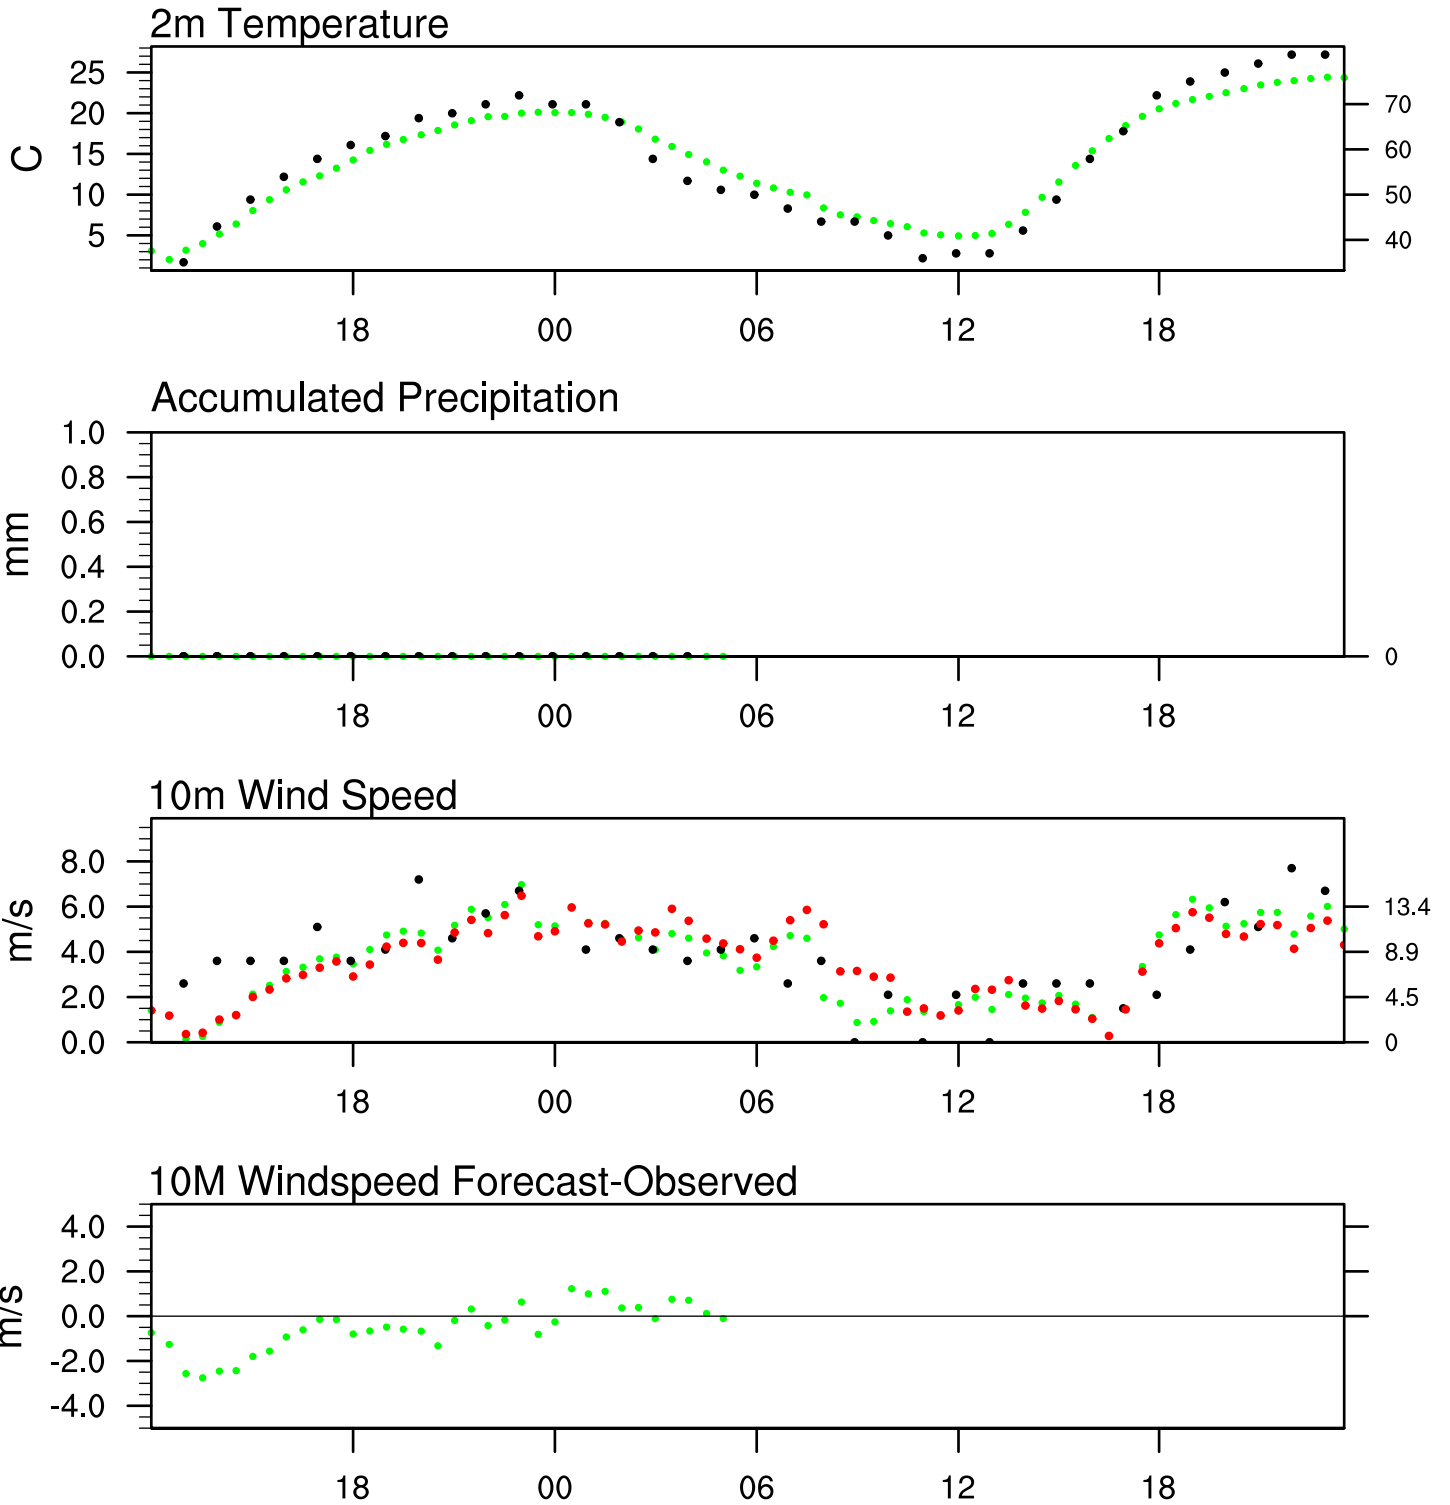 2m Temperature
25
20
15
10
5
C
70
60
50
40
18 00 06 12 18
Accumulated Precipitation
1.0
0.8
0.6
0.4
0.2
0.0
mm
0
18 00 06 12 18
10m Wind Speed
8.0
6.0
4.0
2.0
0.0
m/s
13.4
8.9
4.5
0
18 00 06 12 18
10M Windspeed Forecast-Observed
4.0
2.0
0.0
-2.0
-4.0
m/s
18 00 06 12 18